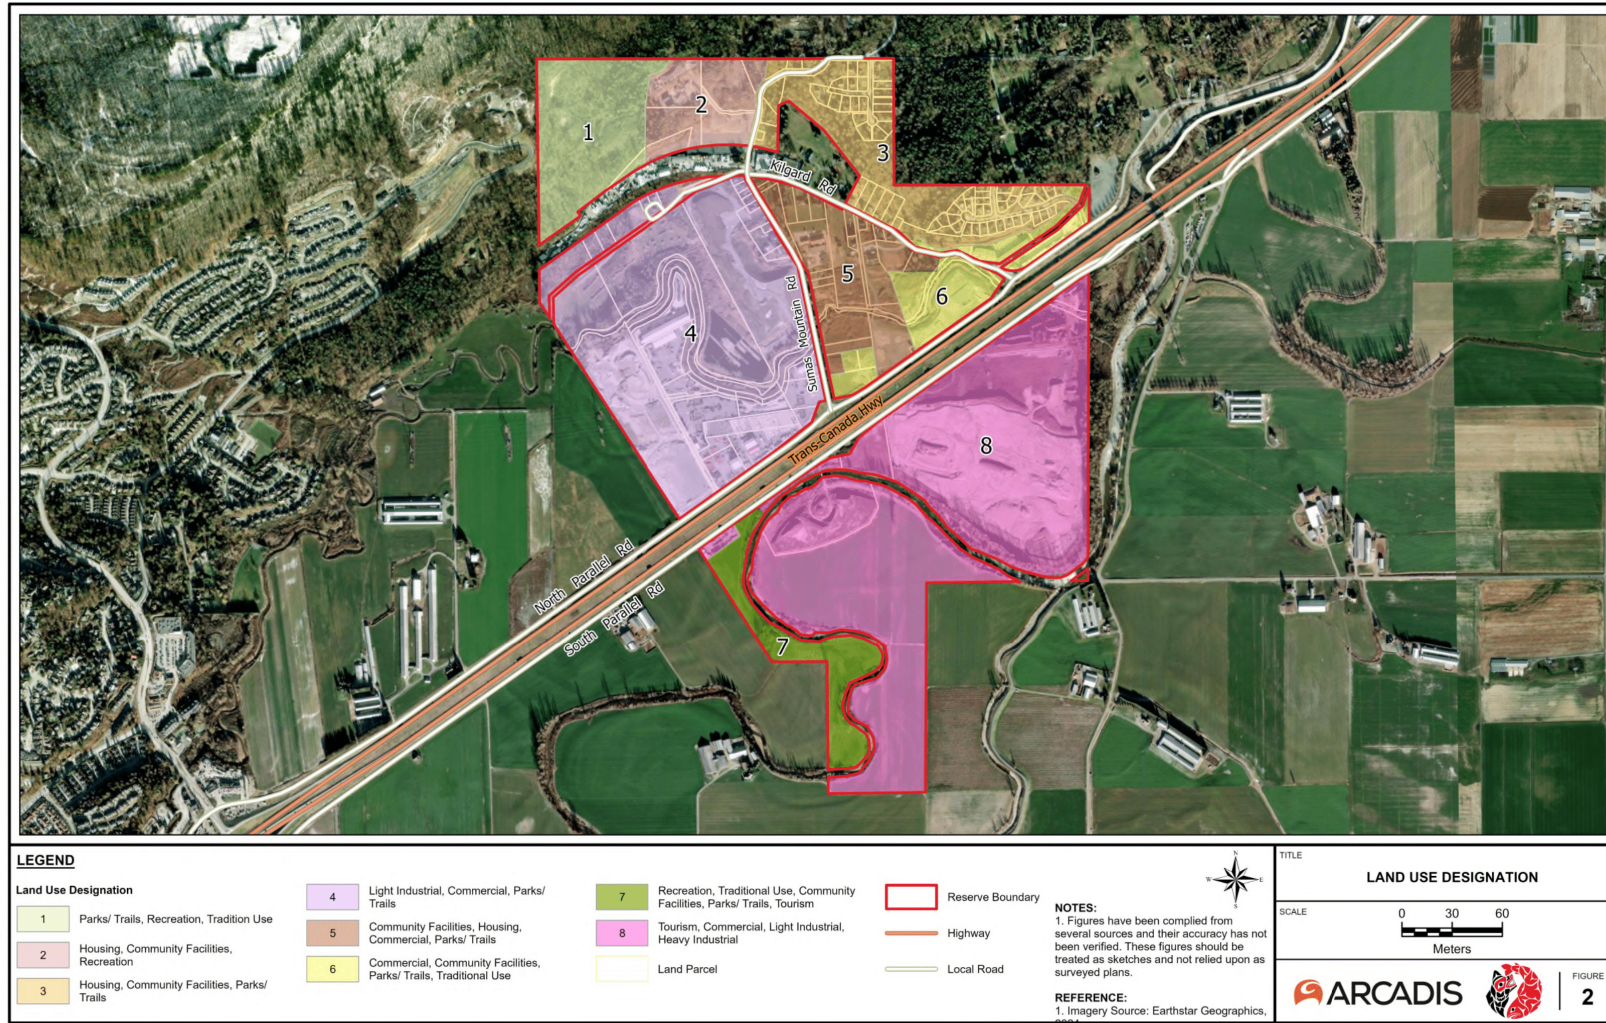 1
2
3
Kilgard Rd
5
6
4
Sumas Mountain Rd
Trans-Canada Hwy
8
North Parallel Rd
South Parallel Rd
7
LEGEND
Land Use Designation
1 Parks/ Trails, Recreation, Tradition Use
2 Housing, Community Facilities,
Recreation
3 Housing, Community Facilities, Parks/
Trails
4 Light Industrial, Commercial, Parks/
Trails
5 Community Facilities, Housing,
Commercial, Parks/ Trails
6 Commercial, Community Facilities,
Parks/ Trails, Traditional Use
7 Recreation, Traditional Use, Community
Facilities, Parks/ Trails, Tourism
8 Tourism, Commercial, Light Industrial,
Heavy Industrial
Land Parcel
Reserve Boundary
Highway
Local Road
N
W E
S
NOTES:
1. Figures have been complied from
several sources and their accuracy has not
been verified. These figures should be
treated as sketches and not relied upon as
surveyed plans.
REFERENCE:
1. Imagery Source: Earthstar Geographics,
TITLE
LAND USE DESIGNATION
SCALE
0 30 60
Meters
ARCADIS
FIGURE
2